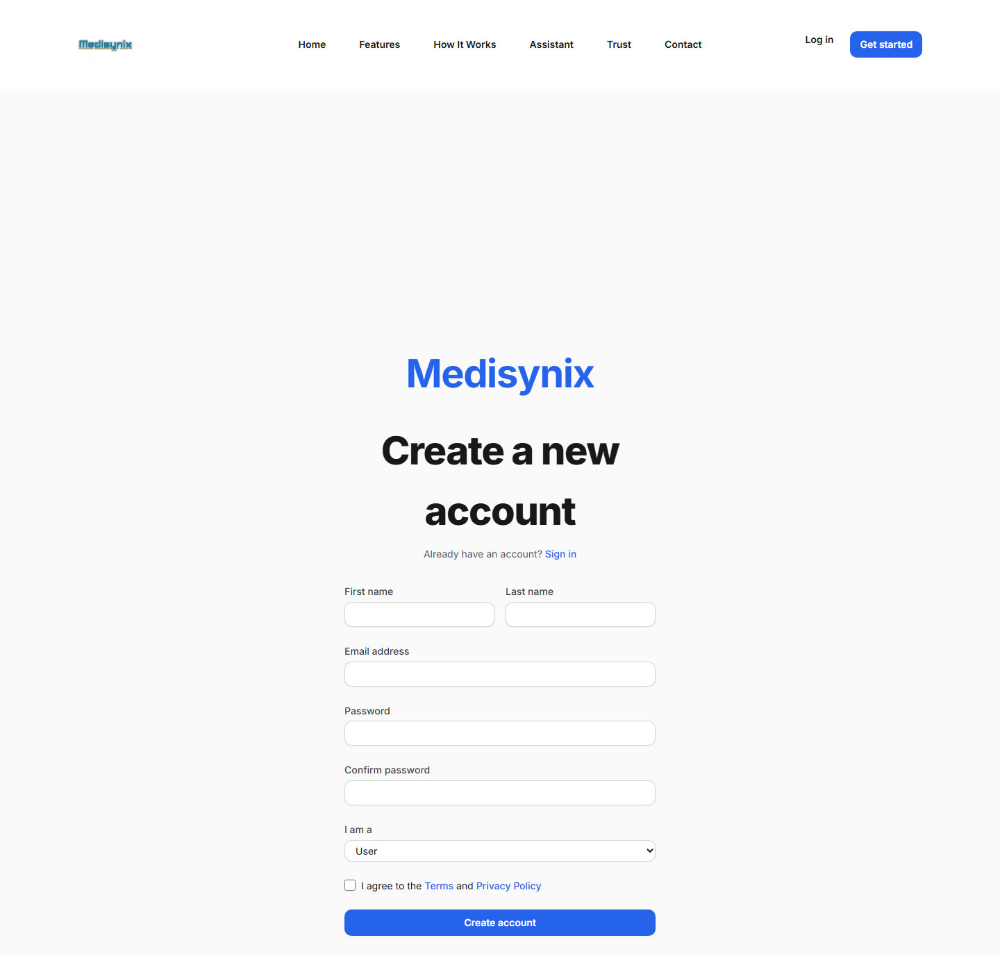 Medisynix
Home Features How It Works Assistant Trust Contact Log in Get started
Medisynix
Create a new
account
Already have an account? Sign in
First name Last name
Email address
Password
Confirm password
I am a
User
I agree to the Terms and Privacy Policy
Create account